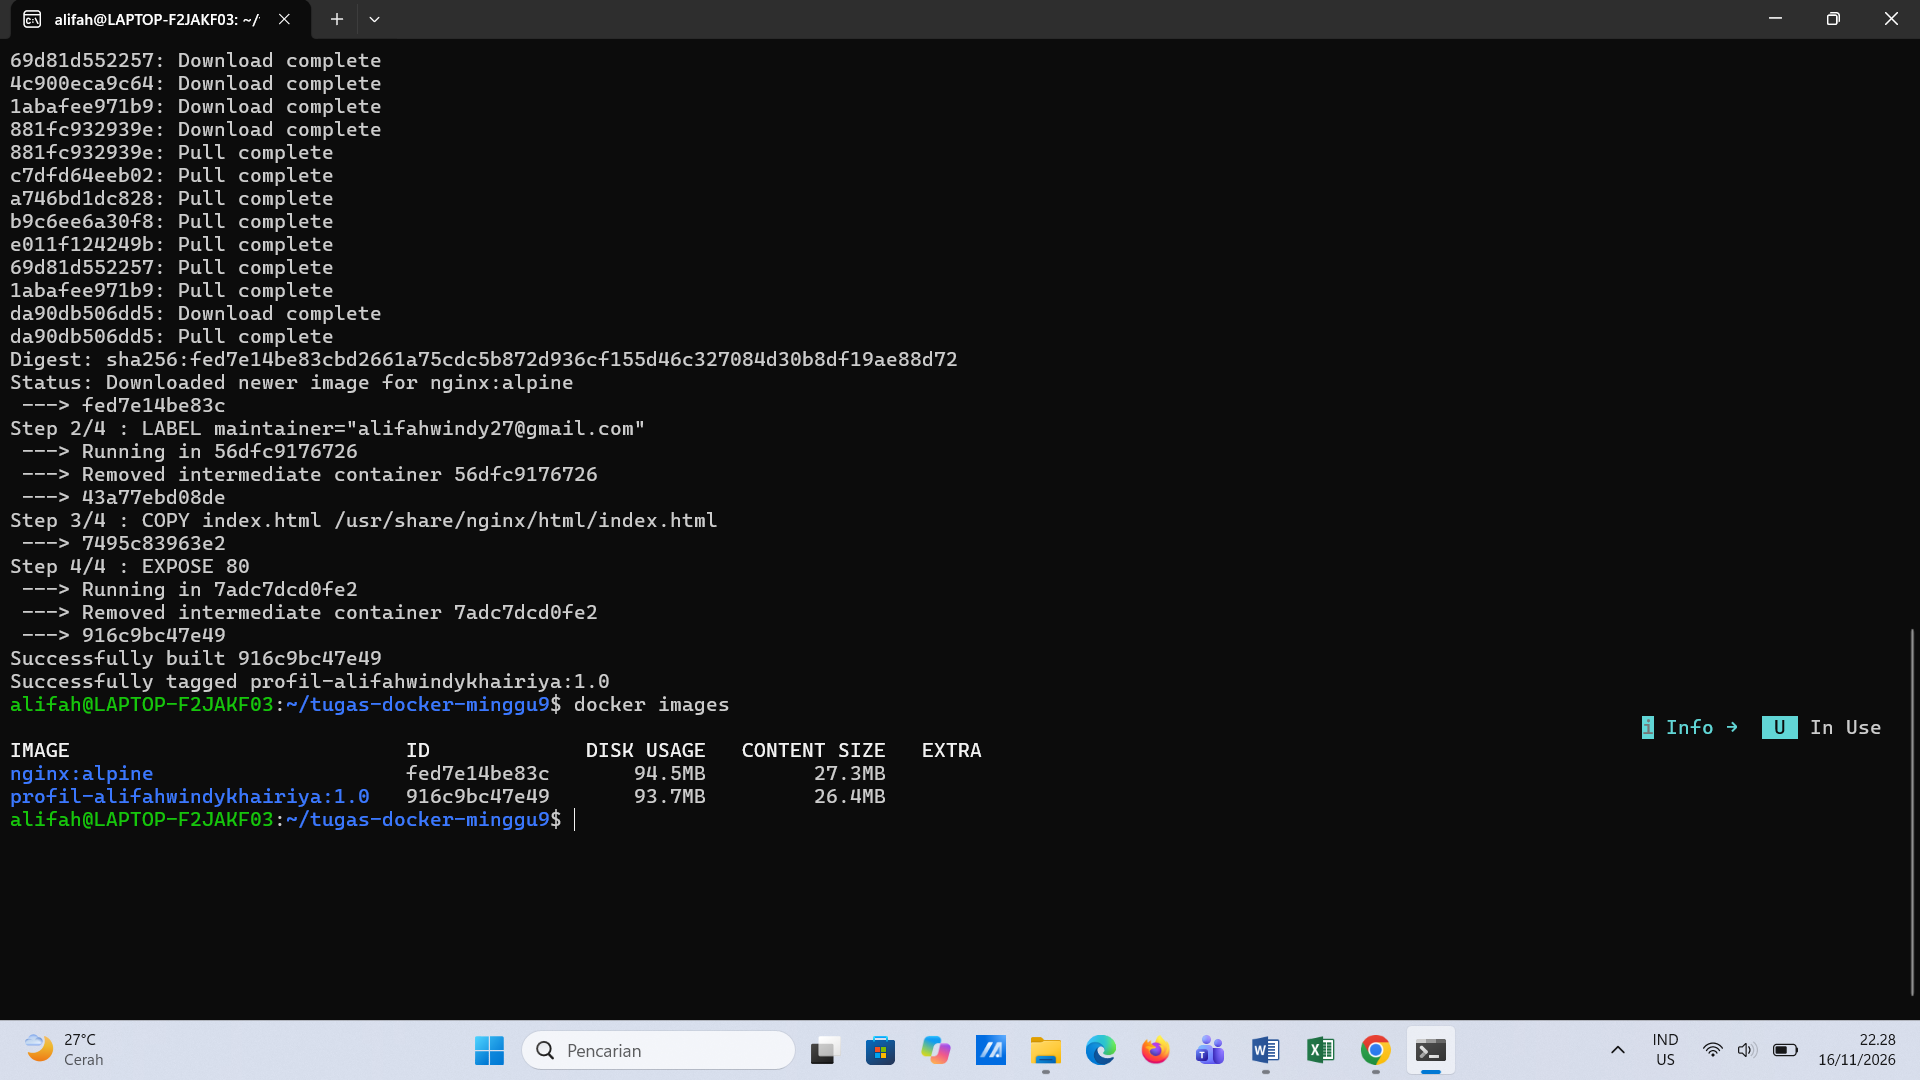 alifah@LAPTOP-F2JAKF03: ~/
69d81d552257: Download complete
4c900eca9c64: Download complete
1abafee971b9: Download complete
881fc932939e: Download complete
881fc932939e: Pull complete
c7dfd64eeb02: Pull complete
a746bd1dc828: Pull complete
b9c6ee6a30f8: Pull complete
e011f124249b: Pull complete
69d81d552257: Pull complete
1abafee971b9: Pull complete
da90db506dd5: Download complete
da90db506dd5: Pull complete
Digest: sha256:fed7e14be83cbd2661a75cdc5b872d936cf155d46c327084d30b8df19ae88d72
Status: Downloaded newer image for nginx:alpine
 ---> fed7e14be83c
Step 2/4 : LABEL maintainer="alifahwindy27@gmail.com"
 ---> Running in 56dfc9176726
 ---> Removed intermediate container 56dfc9176726
 ---> 43a77ebd08de
Step 3/4 : COPY index.html /usr/share/nginx/html/index.html
 ---> 7495c83963e2
Step 4/4 : EXPOSE 80
 ---> Running in 7adc7dcd0fe2
 ---> Removed intermediate container 7adc7dcd0fe2
 ---> 916c9bc47e49
Successfully built 916c9bc47e49
Successfully tagged profil-alifahwindykhairiya:1.0
alifah@LAPTOP-F2JAKF03:~/tugas-docker-minggu9$ docker images
i Info → U In Use
IMAGE ID DISK USAGE CONTENT SIZE EXTRA
nginx:alpine fed7e14be83c 94.5MB 27.3MB
profil-alifahwindykhairiya:1.0 916c9bc47e49 93.7MB 26.4MB
alifah@LAPTOP-F2JAKF03:~/tugas-docker-minggu9$
27°C
Cerah
Pencarian
IND
US
22.28
16/11/2026